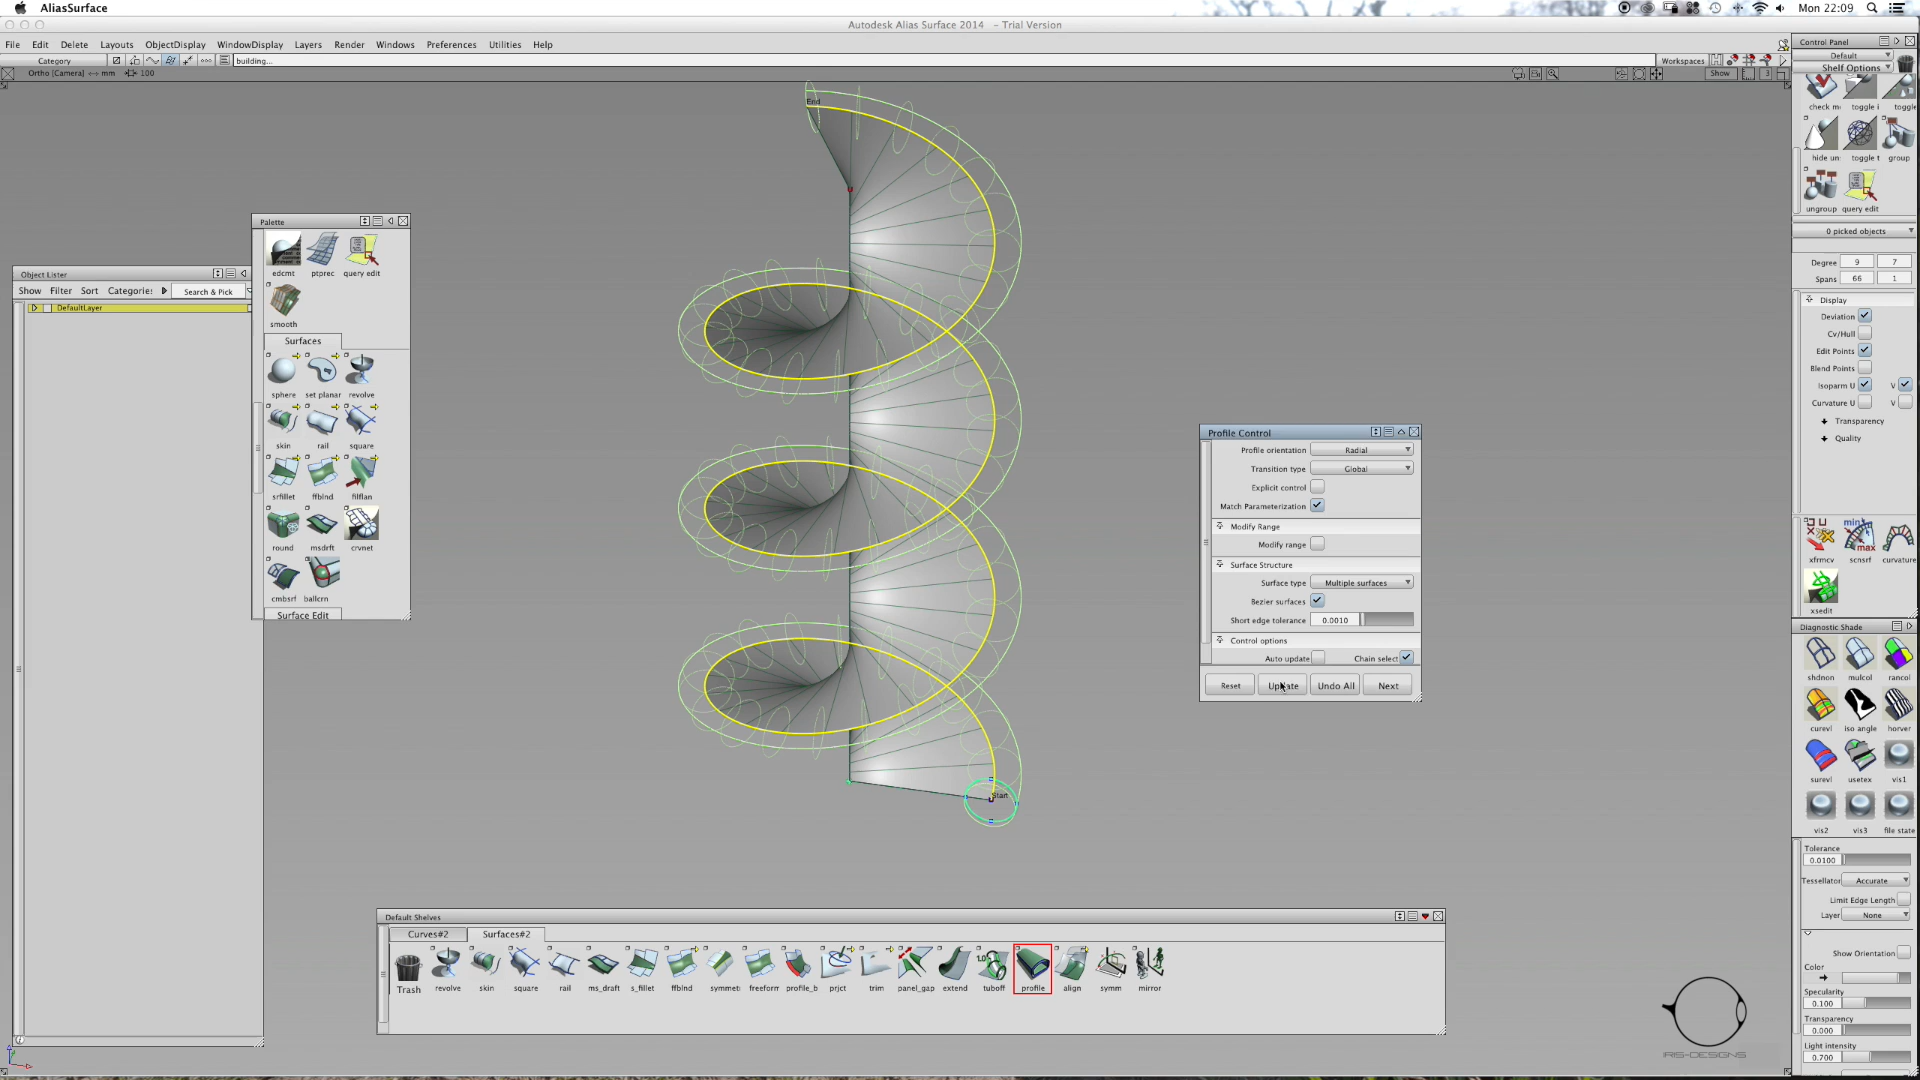 AliasSurface
Mon 22:09
Autodesk Alias Surface 2014 - Trial Version
File Edit Delete Layouts ObjectDisplay WindowDisplay Layers Render Windows Preferences Utilities Help
Category
building...
Workspaces
Ortho [Camera] <-> mm 100
Show 3
Control Panel
Default
Shelf Options
check m toggle i toggle
hide un toggle t group
ungroup query edit
0 picked objects
Degree 9 7
Spans 66 1
Display
Deviation
Cv/Hull
Edit Points
Blend Points
Isoparm U V
Curvature U V
Transparency
Quality
xfrmcv scnsrf curvature
xsedit
Diagnostic Shade
shdnon mulcol rancol
curevl iso angle horver
surevl usetex vis1
vis2 vis3 file state
Tolerance
0.0100
Tessellator Accurate
Limit Edge Length
Layer None
Show Orientation
Color
Specularity
0.100
Transparency
0.000
Light intensity
0.700
Palette
edcmt ptprec query edit
smooth
Surfaces
sphere set planar revolve
skin rail square
srfillet ffblnd filflan
round msdrft crvnet
cmbsrf ballcrn
Surface Edit
Object Lister
Show Filter Sort Categories Search & Pick
DefaultLayer
End
Start
Profile Control
Profile orientation Radial
Transition type Global
Explicit control
Match Parameterization
Modify Range
Modify range
Surface Structure
Surface type Multiple surfaces
Bezier surfaces
Short edge tolerance 0.0010
Control options
Auto update Chain select
Reset Update Undo All Next
Default Shelves
Curves#2 Surfaces#2
Trash revolve skin square rail ms_draft s_fillet ffblnd symmet freeform profile_b prjct trim panel_gap extend tuboff profile align symm mirror
IRIS-DESIGNS